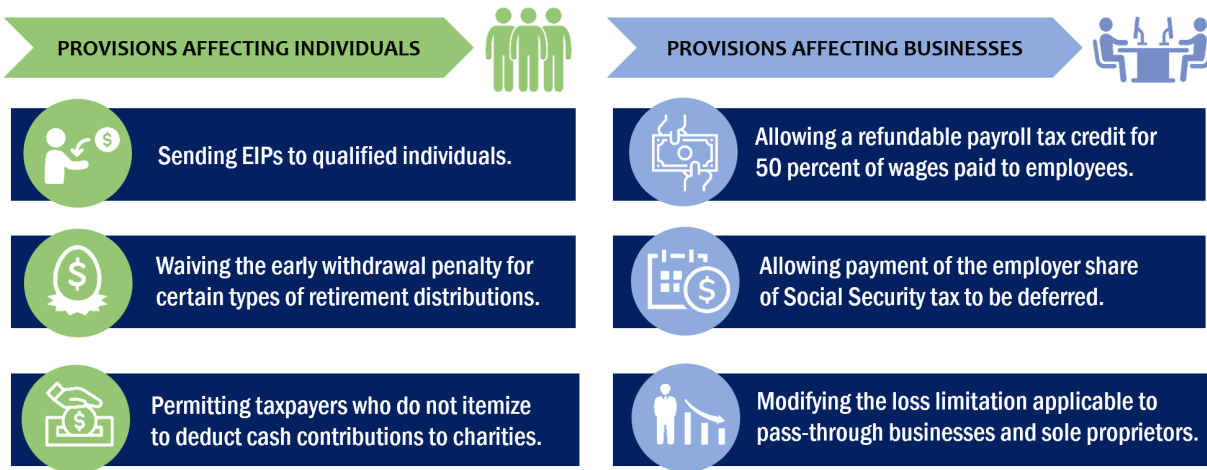 PROVISIONS AFFECTING INDIVIDUALS
Sending EIPs to qualified individuals.
Waiving the early withdrawal penalty for
certain types of retirement distributions.
Permitting taxpayers who do not itemize
to deduct cash contributions to charities.
PROVISIONS AFFECTING BUSINESSES
Allowing a refundable payroll tax credit for
50 percent of wages paid to employees.
Allowing payment of the employer share
of Social Security tax to be deferred.
Modifying the loss limitation applicable to
pass-through businesses and sole proprietors.